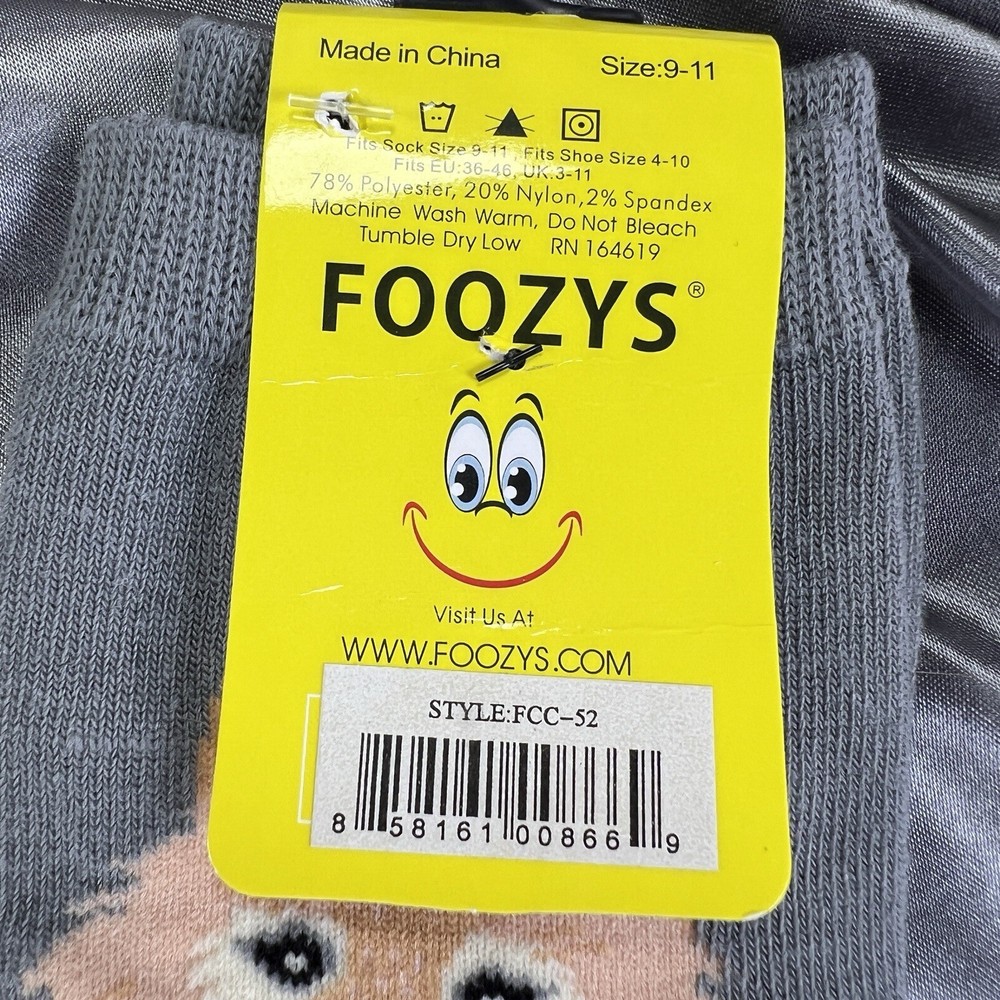 Made in China Size:9-11
Fits Sock Size 9-11, Fits Shoe Size 4-10
Fits EU:36-46, UK:3-11
78% Polyester, 20% Nylon,2% Spandex
Machine Wash Warm, Do Not Bleach
Tumble Dry Low RN 164619
FOOZYS®
Visit Us At
WWW.FOOZYS.COM
STYLE:FCC-52
8 58161 00866 9